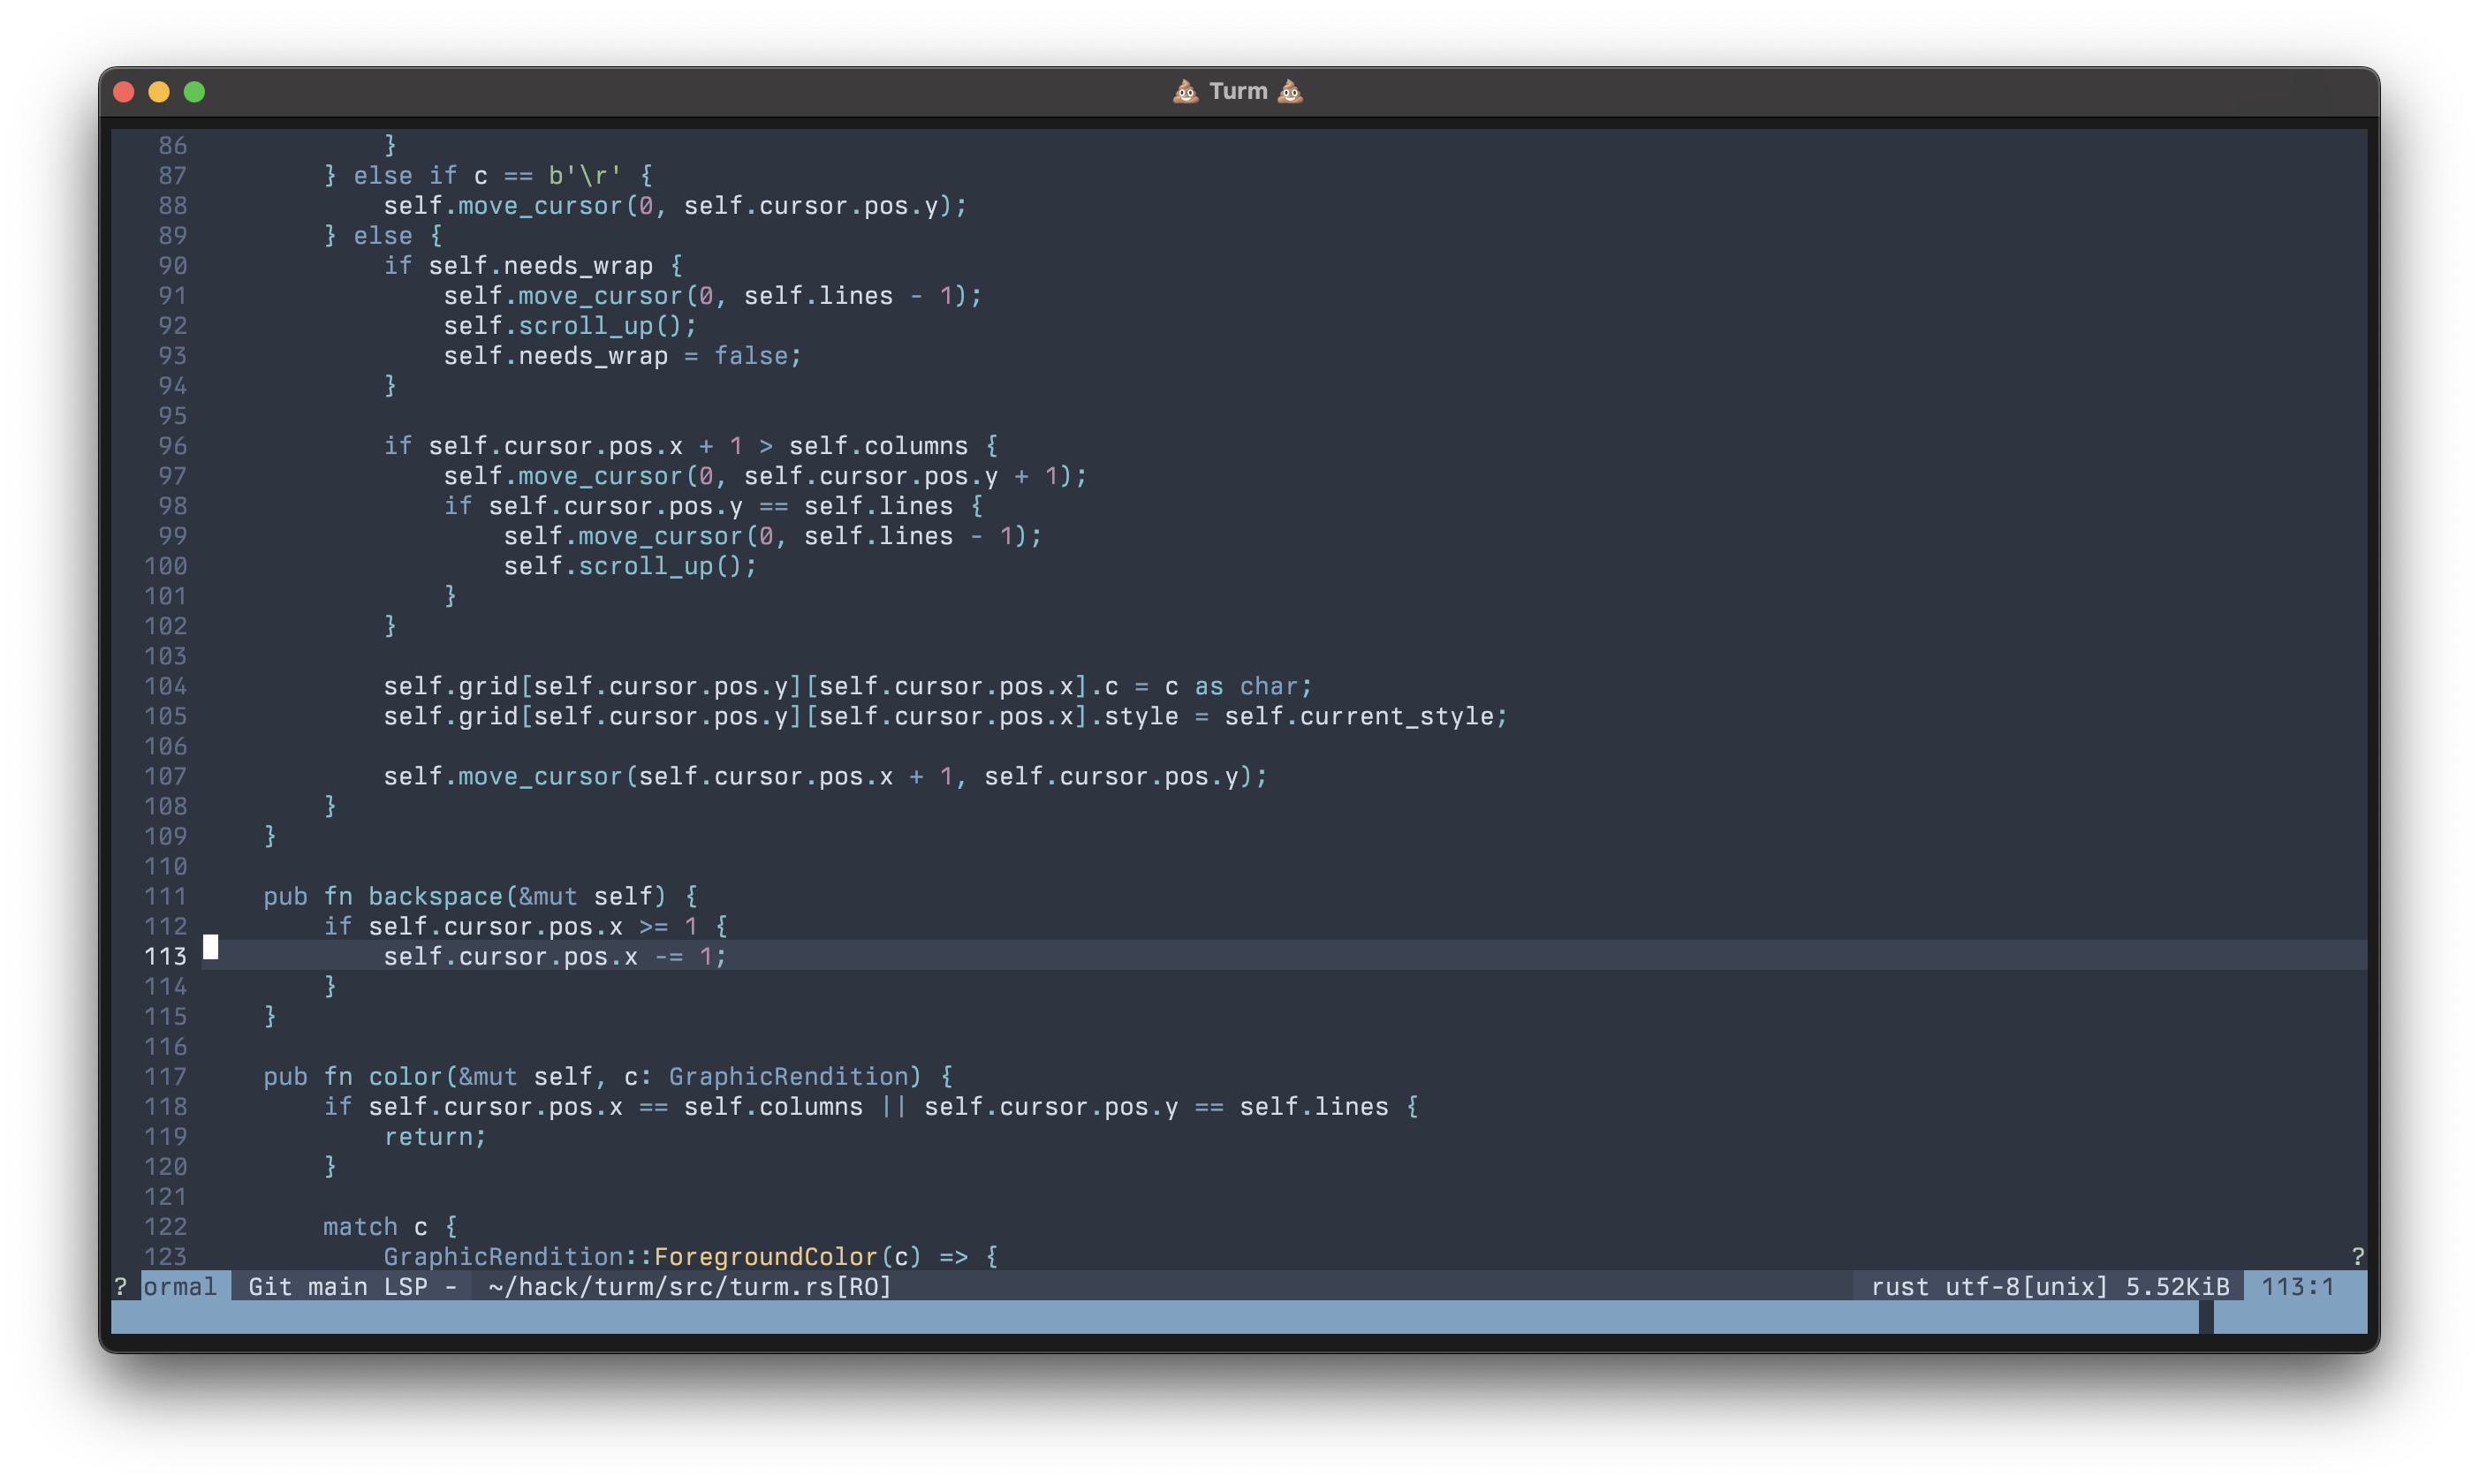 💩 Turm 💩
86             }
87         } else if c == b'\r' {
88             self.move_cursor(0, self.cursor.pos.y);
89         } else {
90             if self.needs_wrap {
91                 self.move_cursor(0, self.lines - 1);
92                 self.scroll_up();
93                 self.needs_wrap = false;
94             }
95
96             if self.cursor.pos.x + 1 > self.columns {
97                 self.move_cursor(0, self.cursor.pos.y + 1);
98                 if self.cursor.pos.y == self.lines {
99                     self.move_cursor(0, self.lines - 1);
100                     self.scroll_up();
101                 }
102             }
103
104             self.grid[self.cursor.pos.y][self.cursor.pos.x].c = c as char;
105             self.grid[self.cursor.pos.y][self.cursor.pos.x].style = self.current_style;
106
107             self.move_cursor(self.cursor.pos.x + 1, self.cursor.pos.y);
108         }
109     }
110
111     pub fn backspace(&mut self) {
112         if self.cursor.pos.x >= 1 {
113             self.cursor.pos.x -= 1;
114         }
115     }
116
117     pub fn color(&mut self, c: GraphicRendition) {
118         if self.cursor.pos.x == self.columns || self.cursor.pos.y == self.lines {
119             return;
120         }
121
122         match c {
123             GraphicRendition::ForegroundColor(c) => { ?
? ormal Git main LSP - ~/hack/turm/src/turm.rs[RO] rust utf-8[unix] 5.52KiB 113:1